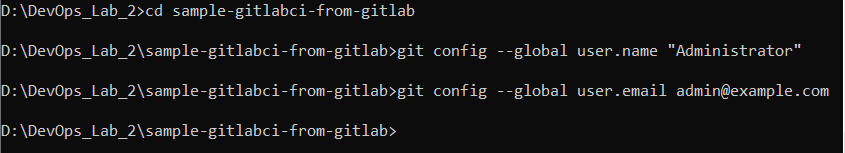 D:\DevOps_Lab_2>cd sample-gitlabci-from-gitlab
D:\DevOps_Lab_2\sample-gitlabci-from-gitlab>git config --global user.name "Administrator"
D:\DevOps_Lab_2\sample-gitlabci-from-gitlab>git config --global user.email admin@example.com
D:\DevOps_Lab_2\sample-gitlabci-from-gitlab>